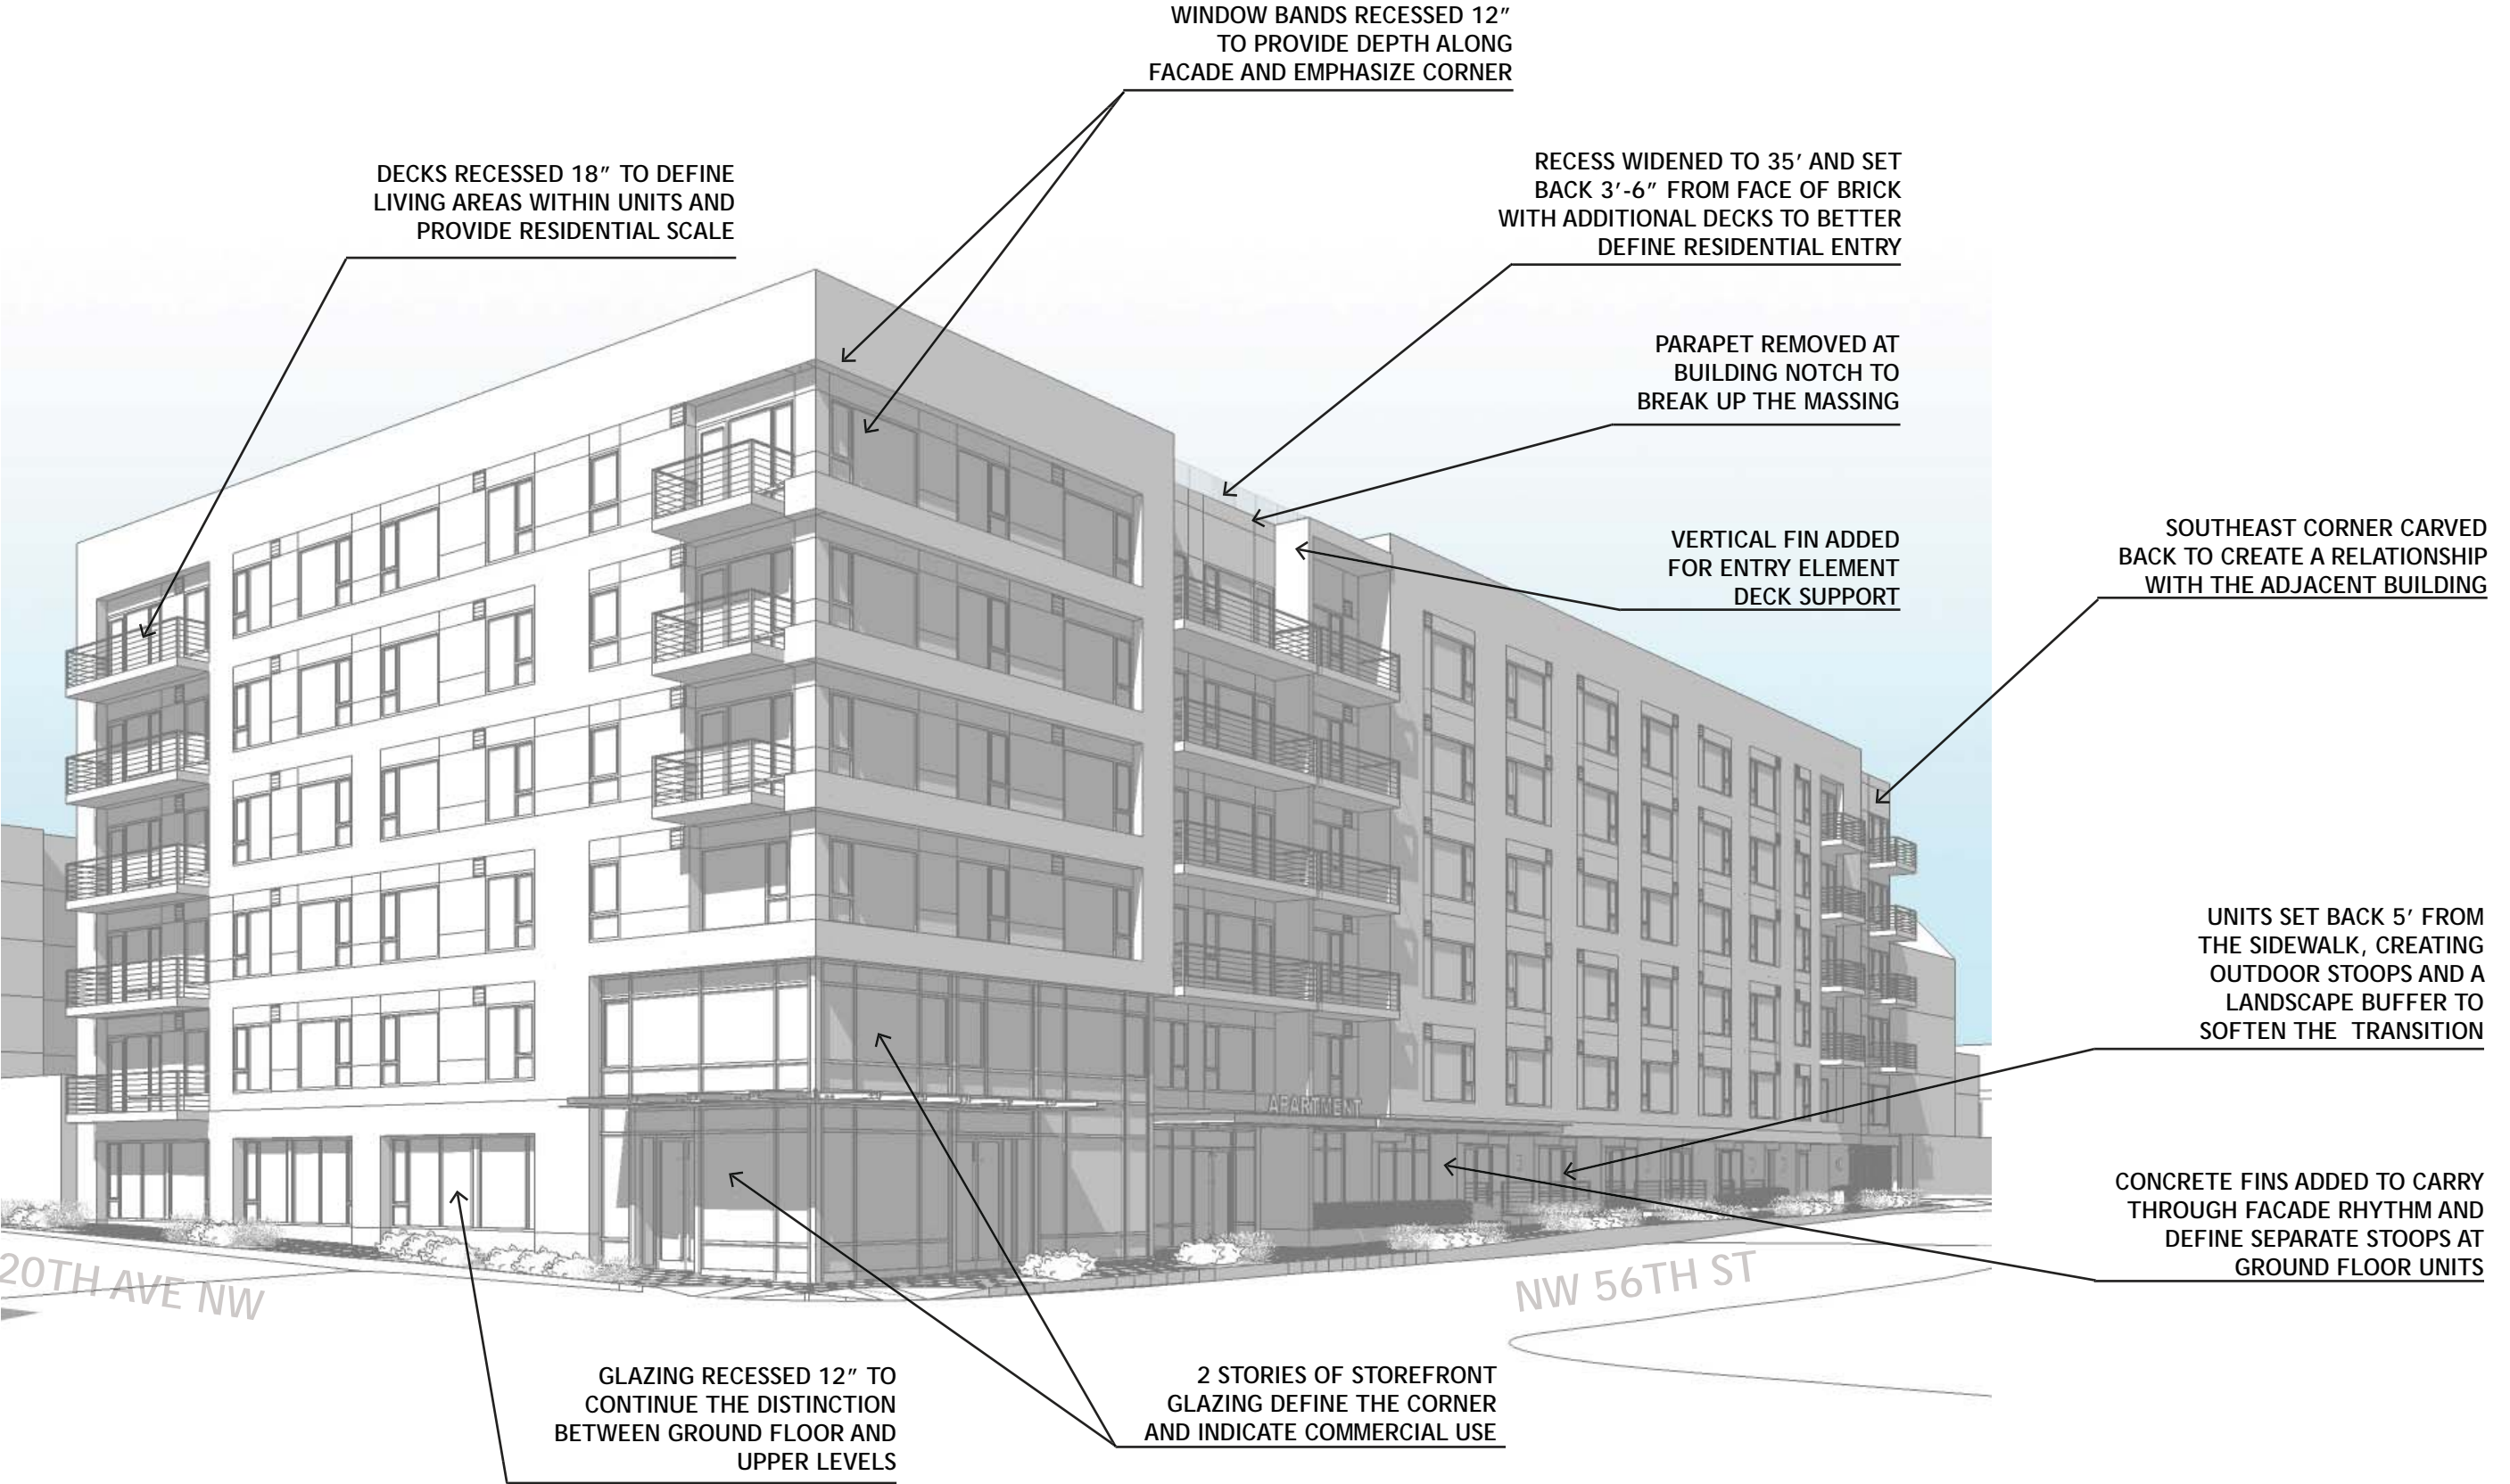 WINDOW BANDS RECESSED 12"
TO PROVIDE DEPTH ALONG
FACADE AND EMPHASIZE CORNER
DECKS RECESSED 18" TO DEFINE
LIVING AREAS WITHIN UNITS AND
PROVIDE RESIDENTIAL SCALE
RECESS WIDENED TO 35' AND SET
BACK 3'-6" FROM FACE OF BRICK
WITH ADDITIONAL DECKS TO BETTER
DEFINE RESIDENTIAL ENTRY
PARAPET REMOVED AT
BUILDING NOTCH TO
BREAK UP THE MASSING
VERTICAL FIN ADDED
FOR ENTRY ELEMENT
DECK SUPPORT
SOUTHEAST CORNER CARVED
BACK TO CREATE A RELATIONSHIP
WITH THE ADJACENT BUILDING
UNITS SET BACK 5' FROM
THE SIDEWALK, CREATING
OUTDOOR STOOPS AND A
LANDSCAPE BUFFER TO
SOFTEN THE TRANSITION
APARTMENT
CONCRETE FINS ADDED TO CARRY
THROUGH FACADE RHYTHM AND
DEFINE SEPARATE STOOPS AT
GROUND FLOOR UNITS
20TH AVE NW
NW 56TH ST
GLAZING RECESSED 12" TO
CONTINUE THE DISTINCTION
BETWEEN GROUND FLOOR AND
UPPER LEVELS
2 STORIES OF STOREFRONT
GLAZING DEFINE THE CORNER
AND INDICATE COMMERCIAL USE